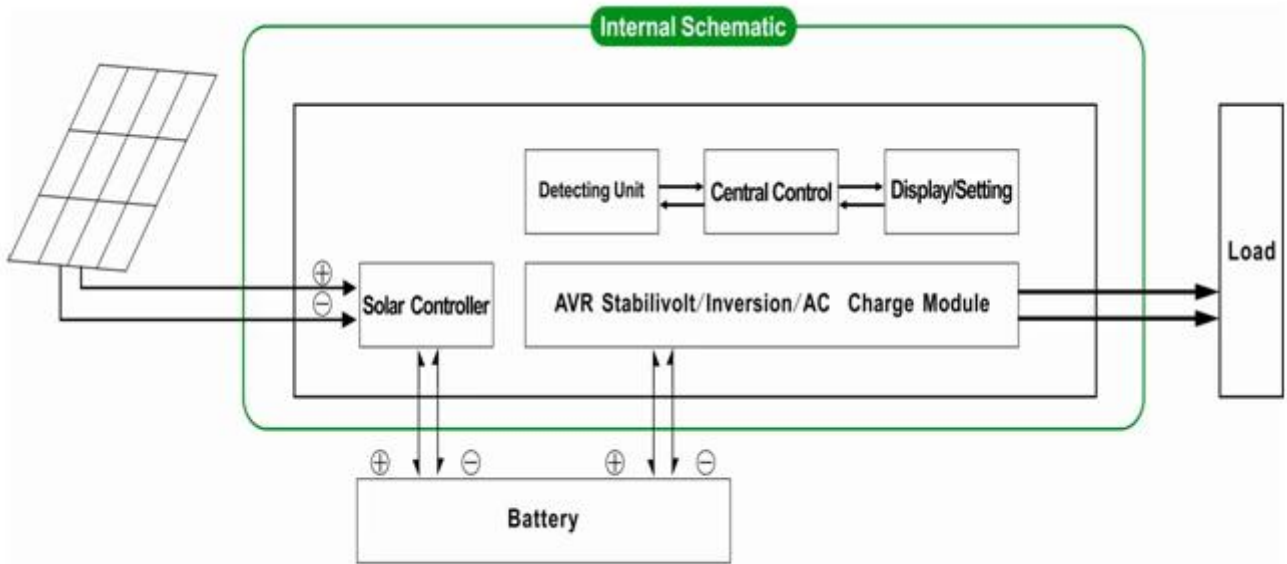 Internal Schematic
Detecting Unit
Central Control
Display/Setting
Load
⊕
⊖
Solar Controller
AVR Stabilivolt/Inversion/AC Charge Module
⊕ ⊖ ⊕ ⊖
Battery